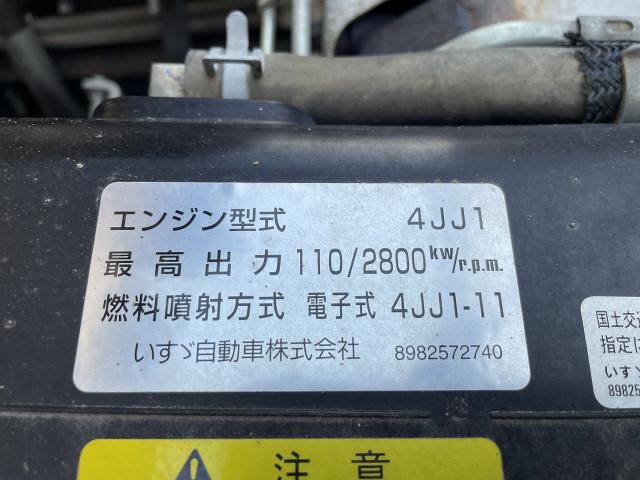 エンジン型式 4JJ1
最高出力 110/2800 kW/r.p.m.
燃料噴射方式 電子式 4JJ1-11
いすゞ自動車株式会社 8982572740
国土交
指定に
いすゞ
89825
注意